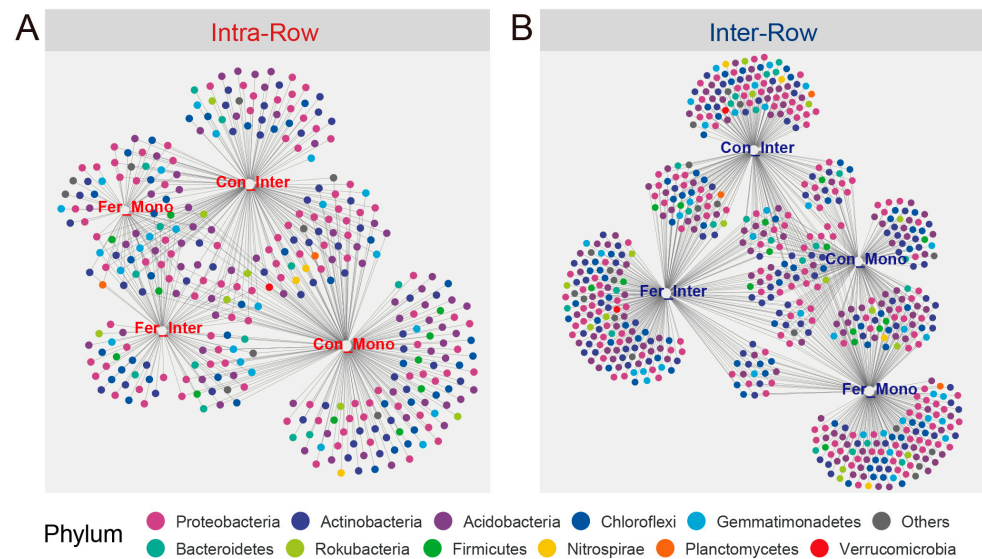 A
Intra-Row
B
Inter-Row
Con_Inter
Fer_Mono
Fer_Inter
Con_Mono
Con_Inter
Con_Mono
Fer_Inter
Fer_Mono
Phylum
Proteobacteria Actinobacteria Acidobacteria Chloroflexi Gemmatimonadetes Others
Bacteroidetes Rokubacteria Firmicutes Nitrospirae Planctomycetes Verrucomicrobia